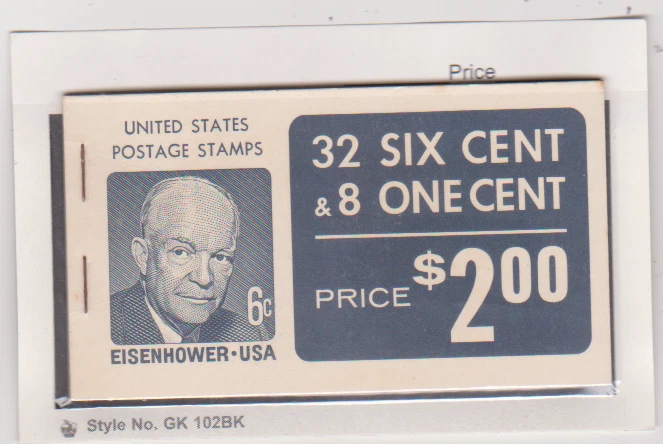 Price
UNITED STATES
POSTAGE STAMPS
6c
EISENHOWER·USA
32 SIX CENT
& 8 ONE CENT
PRICE $2.00
Style No. GK 102BK